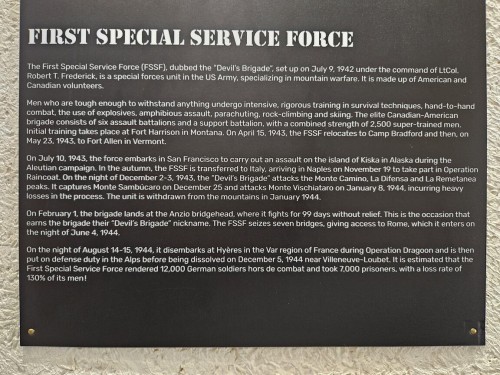 FIRST SPECIAL SERVICE FORCE
The First Special Service Force (FSSF), dubbed the "Devil's Brigade", set up on July 9, 1942 under the command of LtCol.
Robert T. Frederick, is a special forces unit in the US Army, specializing in mountain warfare. It is made up of American and
Canadian volunteers.
Men who are tough enough to withstand anything undergo intensive, rigorous training in survival techniques, hand-to-hand
combat, the use of explosives, amphibious assault, parachuting, rock-climbing and skiing. The elite Canadian-American
brigade consists of six assault battalions and a support battalion, with a combined strength of 2,500 super-trained men.
Initial training takes place at Fort Harrison in Montana. On April 15, 1943, the FSSF relocates to Camp Bradford and then, on
May 23, 1943, to Fort Allen in Vermont.
On July 10, 1943, the force embarks in San Francisco to carry out an assault on the island of Kiska in Alaska during the
Aleutian campaign. In the autumn, the FSSF is transferred to Italy, arriving in Naples on November 19 to take part in Operation
Raincoat. On the night of December 2-3, 1943, the "Devil's Brigade" attacks the Monte Camino, La Difensa and La Remetanea
peaks. It captures Monte Sambúcaro on December 25 and attacks Monte Vischiataro on January 8, 1944, incurring heavy
losses in the process. The unit is withdrawn from the mountains in January 1944.
On February 1, the brigade lands at the Anzio bridgehead, where it fights for 99 days without relief. This is the occasion that
earns the brigade their "Devil's Brigade" nickname. The FSSF seizes seven bridges, giving access to Rome, which it enters on
the night of June 4, 1944.
On the night of August 14-15, 1944, it disembarks at Hyères in the Var region of France during Operation Dragoon and is then
put on defense duty in the Alps before being dissolved on December 5, 1944 near Villeneuve-Loubet. It is estimated that the
First Special Service Force rendered 12,000 German soldiers hors de combat and took 7,000 prisoners, with a loss rate of
130% of its men!